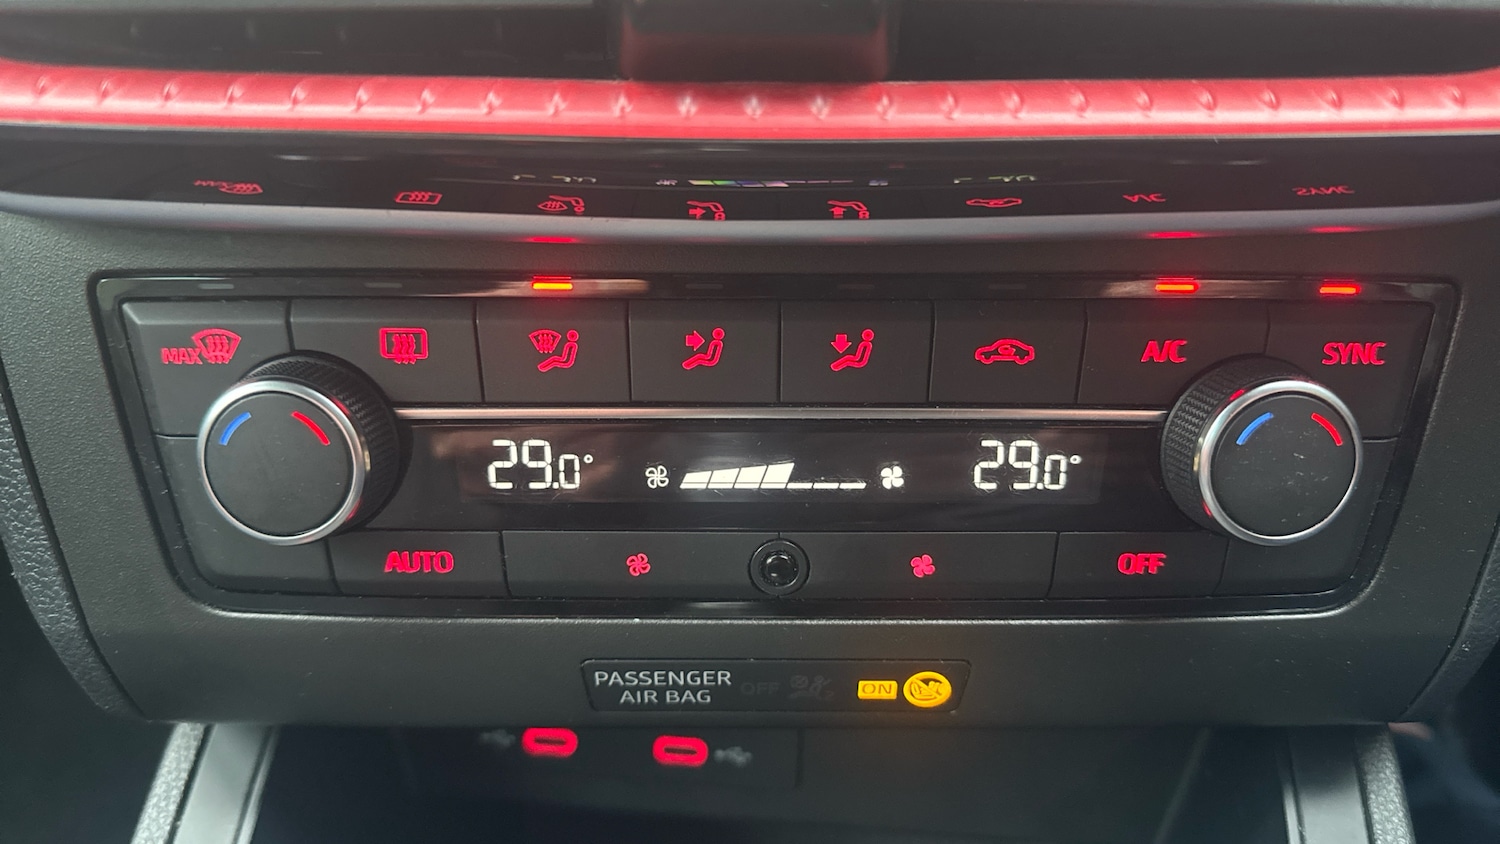 MAX
A/C
SYNC
29.0°
29.0°
AUTO
OFF
PASSENGER
AIR BAG
OFF
ON